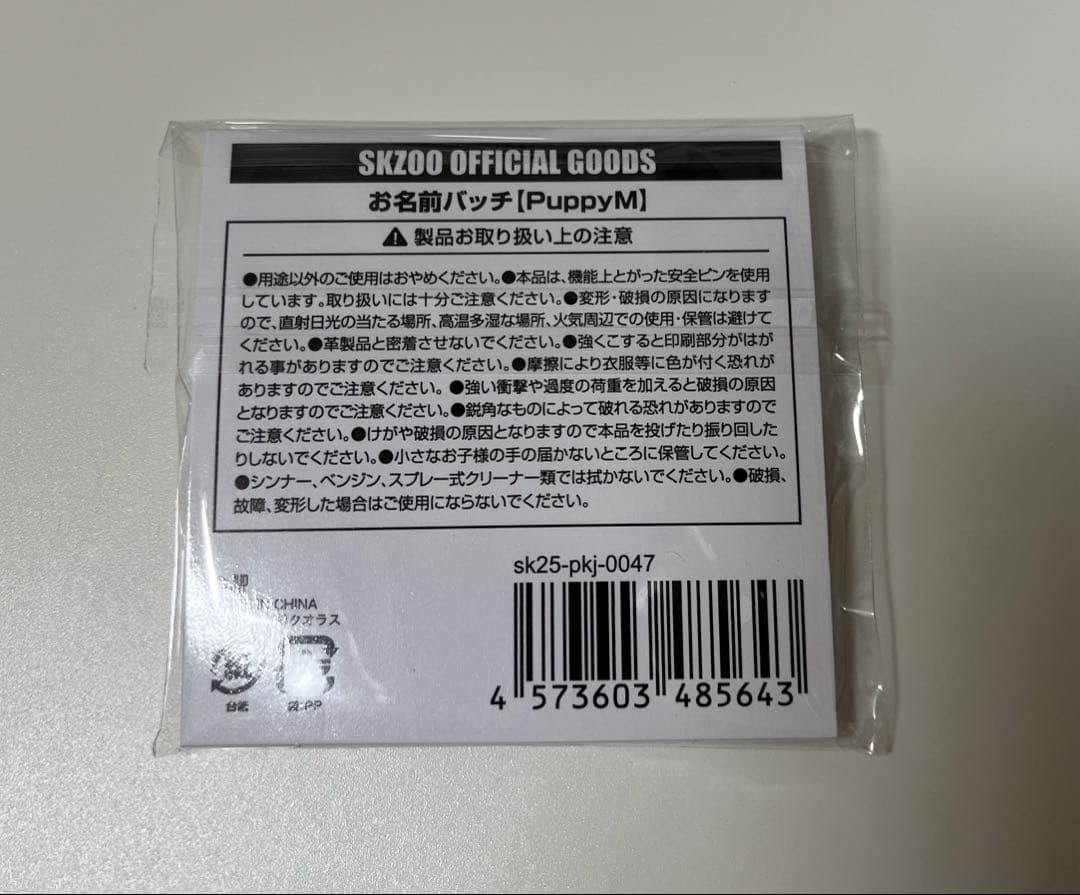 SKZOO OFFICIAL GOODS
お名前バッチ【PuppyM】
製品お取り扱い上の注意
●用途以外のご使用はおやめください。●本品は、機能上とがった安全ピンを使用
しています。取り扱いには十分ご注意ください。●変形・破損の原因になります
ので、直射日光の当たる場所、高温多湿な場所、火気周辺での使用・保管は避けて
ください。●革製品と密着させないでください。●強くこすると印刷部分がはが
れる事がありますのでご注意ください。●摩擦により衣服等に色が付く恐れが
ありますのでご注意ください。●強い衝撃や過度の荷重を加えると破損の原因
となりますのでご注意ください。●鋭角なものによって破れる恐れがありますので
ご注意ください。●けがや破損の原因となりますので本品を投げたり振り回した
りしないでください。●小さなお子様の手の届かないところに保管してください。
●シンナー、ベンジン、スプレー式クリーナー類では拭かないでください。●破損、
故障、変形した場合はご使用にならないでください。
sk25-pkj-0047
IN CHINA
クオラス
台紙
袋:PP
4 573603 485643